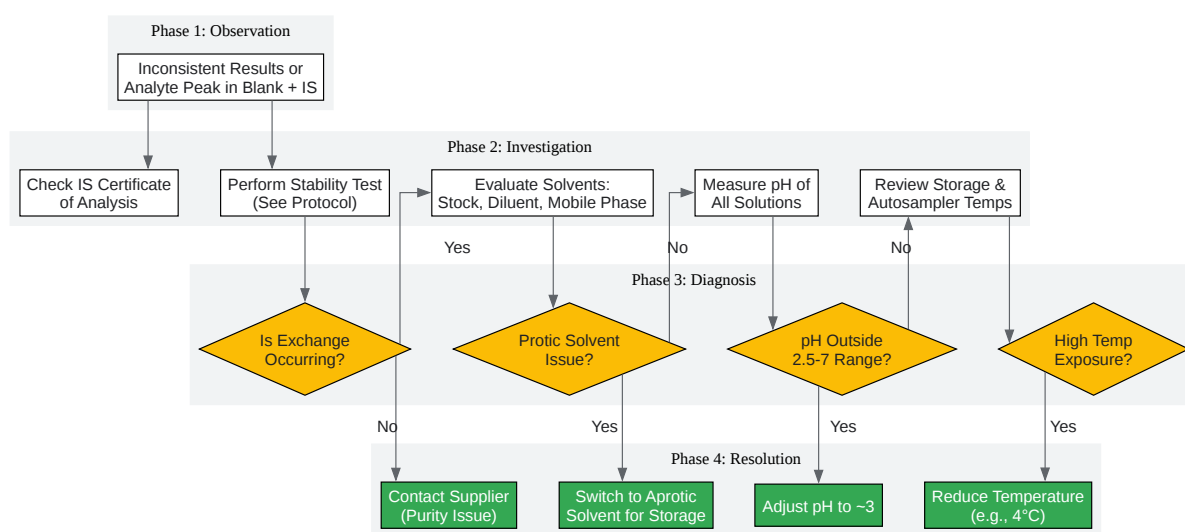 Phase 1: Observation
Inconsistent Results or
Analyte Peak in Blank + IS
Phase 2: Investigation
Check IS Certificate
of Analysis
Perform Stability Test
(See Protocol)
Evaluate Solvents:
Stock, Diluent, Mobile Phase
Measure pH of
All Solutions
Review Storage &
Autosampler Temps
Yes
No
No
Phase 3: Diagnosis
Is Exchange
Occurring?
Protic Solvent
Issue?
pH Outside
2.5-7 Range?
High Temp
Exposure?
No
Yes
Yes
Yes
Phase 4: Resolution
Contact Supplier
(Purity Issue)
Switch to Aprotic
Solvent for Storage
Adjust pH to ~3
Reduce Temperature
(e.g., 4°C)